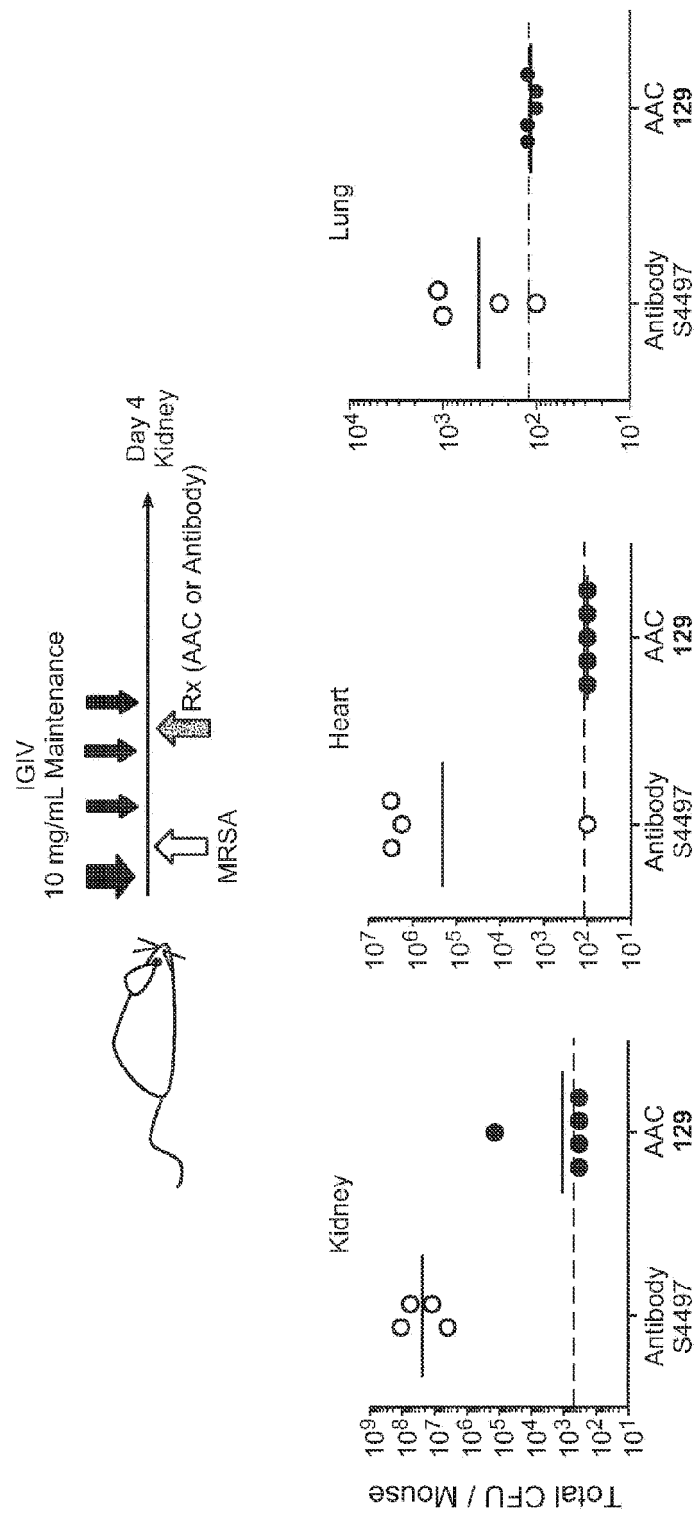 IGIV
10 mg/mL Maintenance
MRSA
Rx (AAC or Antibody)
Day 4
Kidney
Total CFU / Mouse
Kidney
10⁹
10⁸
10⁷
10⁶
10⁵
10⁴
10³
10²
10¹
Antibody
S4497
AAC
129
Heart
10⁷
10⁶
10⁵
10⁴
10³
10²
10¹
Antibody
S4497
AAC
129
Lung
10⁴
10³
10²
10¹
Antibody
S4497
AAC
129